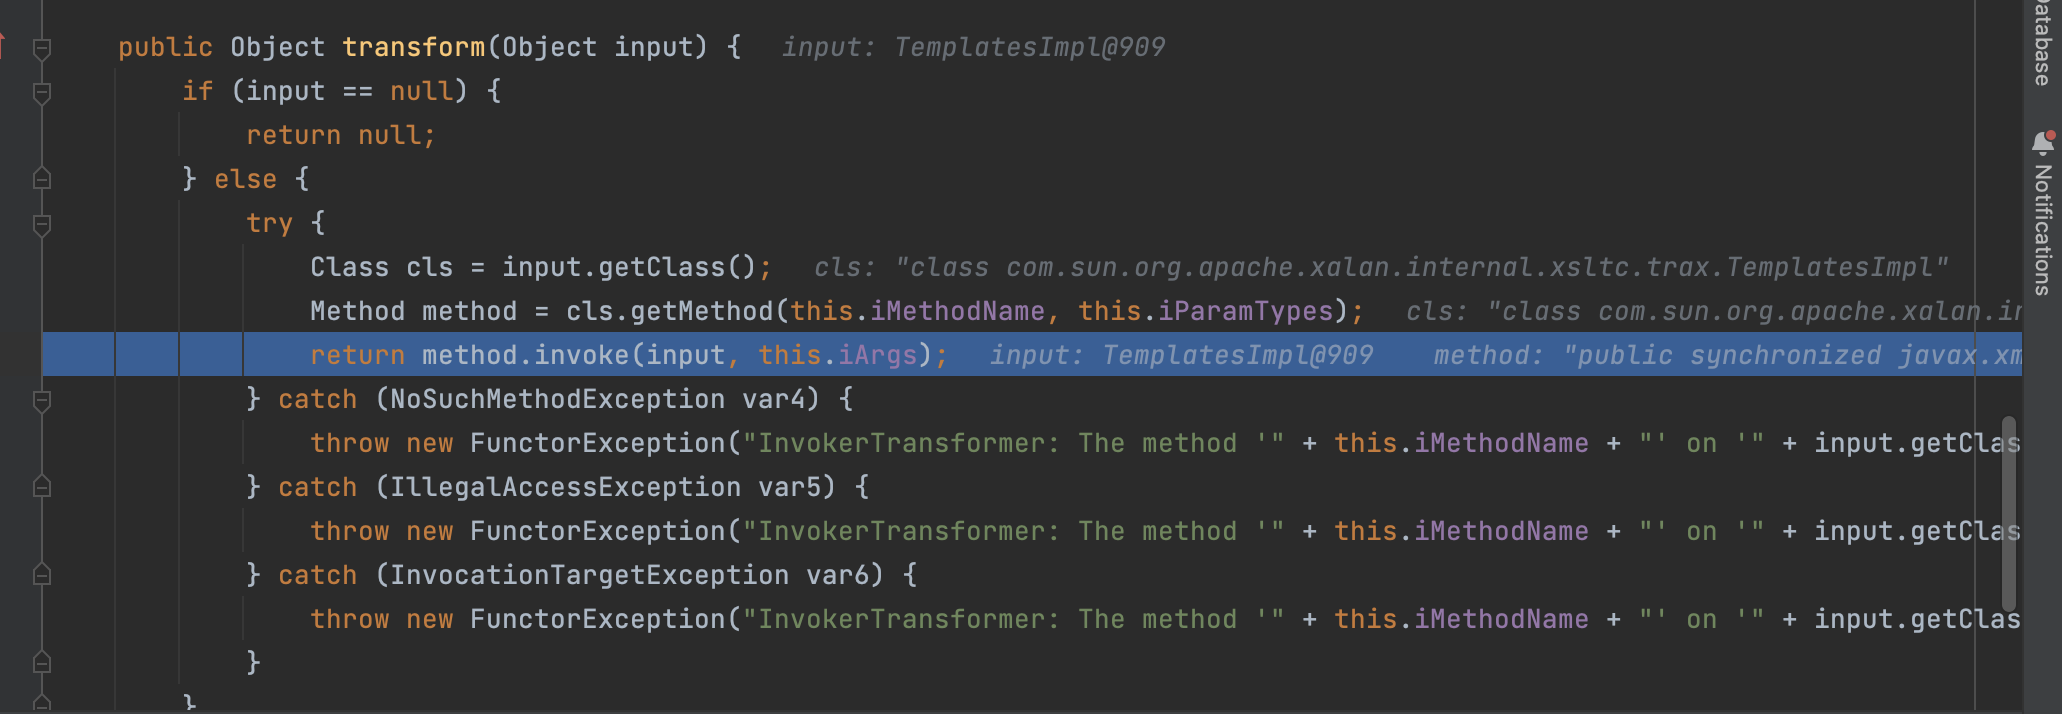 public Object transform(Object input) {   input: TemplatesImpl@909
if (input == null) {
return null;
} else {
try {
Class cls = input.getClass();   cls: "class com.sun.org.apache.xalan.internal.xsltc.trax.TemplatesImpl"
Method method = cls.getMethod(this.iMethodName, this.iParamTypes);   cls: "class com.sun.org.apache.xalan.in
return method.invoke(input, this.iArgs);   input: TemplatesImpl@909   method: "public synchronized javax.xm
} catch (NoSuchMethodException var4) {
throw new FunctorException("InvokerTransformer: The method '" + this.iMethodName + "' on '" + input.getClas
} catch (IllegalAccessException var5) {
throw new FunctorException("InvokerTransformer: The method '" + this.iMethodName + "' on '" + input.getClas
} catch (InvocationTargetException var6) {
throw new FunctorException("InvokerTransformer: The method '" + this.iMethodName + "' on '" + input.getClas
}
}
Database
Notifications